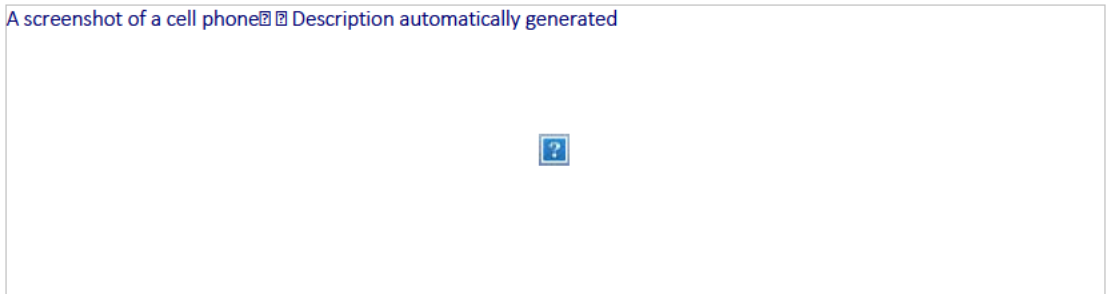 A screenshot of a cell phone⍰ ⍰ Description automatically generated
?